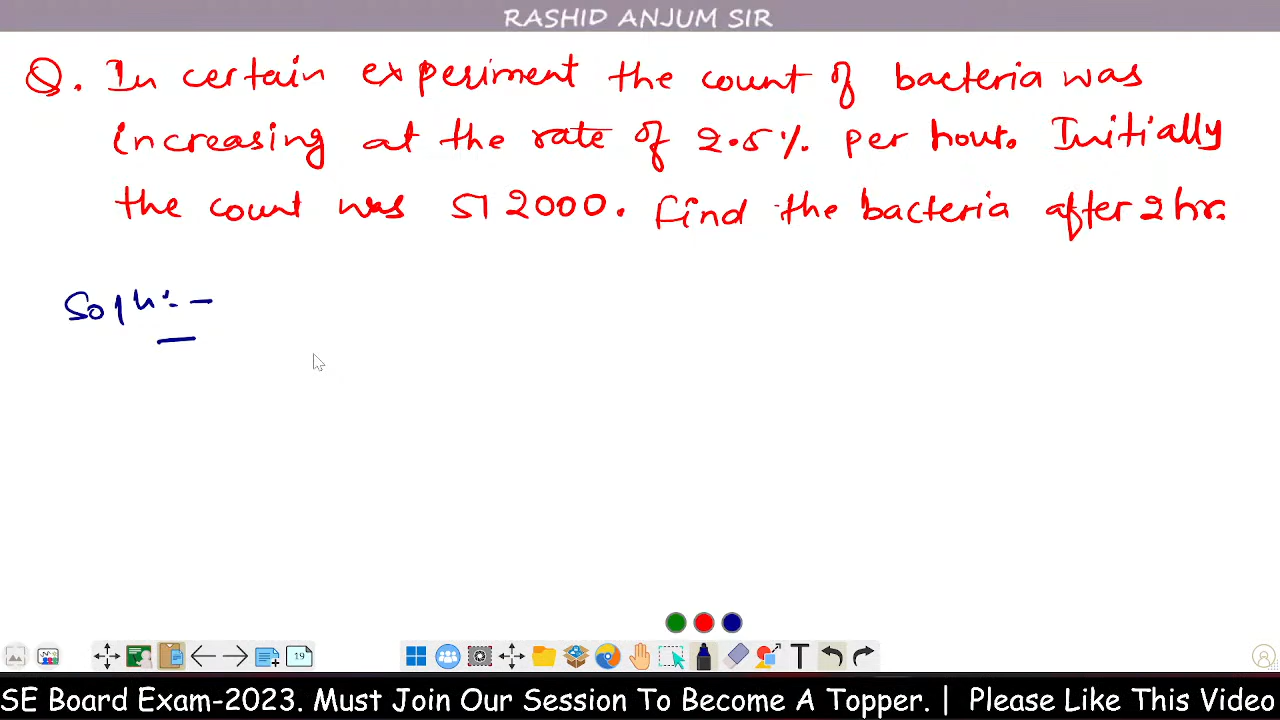 RASHID ANJUM SIR
Q. In certain experiment the count of bacteria was
increasing at the rate of 2.5% per hour. Initially
the count was 512000. Find the bacteria after 2 hr.
Soln:-
19
SE Board Exam-2023. Must Join Our Session To Become A Topper. | Please Like This Video